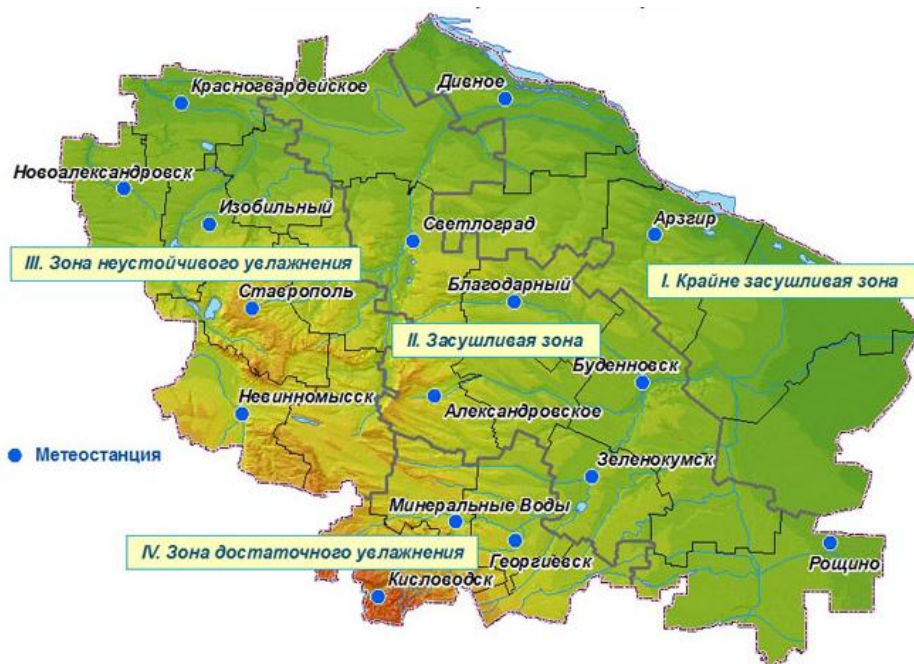 Красногвардейское
Дивное
Новоалександровск
Изобильный
Светлоград
Арзгир
III. Зона неустойчивого увлажнения
I. Крайне засушливая зона
Ставрополь
Благодарный
II. Засушливая зона
Буденновск
Невинномысск
Александровское
Метеостанция
Зеленокумск
Минеральные Воды
IV. Зона достаточного увлажнения
Георгиевск
Рощино
Кисловодск